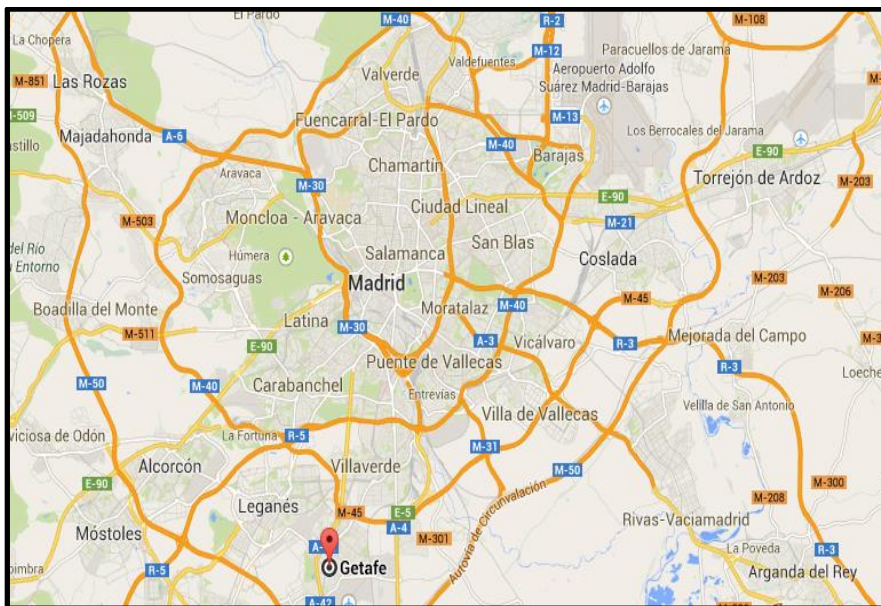 El Pardo
M-40
R-2
M-108
La Chopera
M-12
Paracuellos de Jarama
Valdefuentes
Valverde
Aeropuerto Adolfo
Suárez Madrid-Barajas
M-851
Las Rozas
M-509
Fuencarral-El Pardo
M-13
Los Berrocales del Jarama
Majadahonda
A-6
M-40
Barajas
E-90
Chamartín
Aravaca
M-30
Torrejón de Ardoz
M-203
E-90
Ciudad Lineal
M-503
Moncloa - Aravaca
M-21
San Blas
del Río
Entorno
Húmera
Salamanca
Coslada
Somosaguas
Madrid
M-203
M-206
Boadilla del Monte
Moratalaz
M-40
M-45
Latina
M-30
M-511
A-3
Vicálvaro
R-3
Mejorada del Campo
E-90
Puente de Vallecas
R-3
M-50
M-40
Carabanchel
Entrevías
Loeche
Villa de Vallecas
Velilla de San Antonio
viciosa de Odón
La Fortuna
R-5
M-31
Alcorcón
Villaverde
M-50
E-90
M-300
Leganés
M-208
M-45
E-5
Móstoles
A-4
Rivas-Vaciamadrid
M-301
Autovía de Circunvalación
La Poveda
R-3
Getafe
R-5
Arganda del Rey
A-42